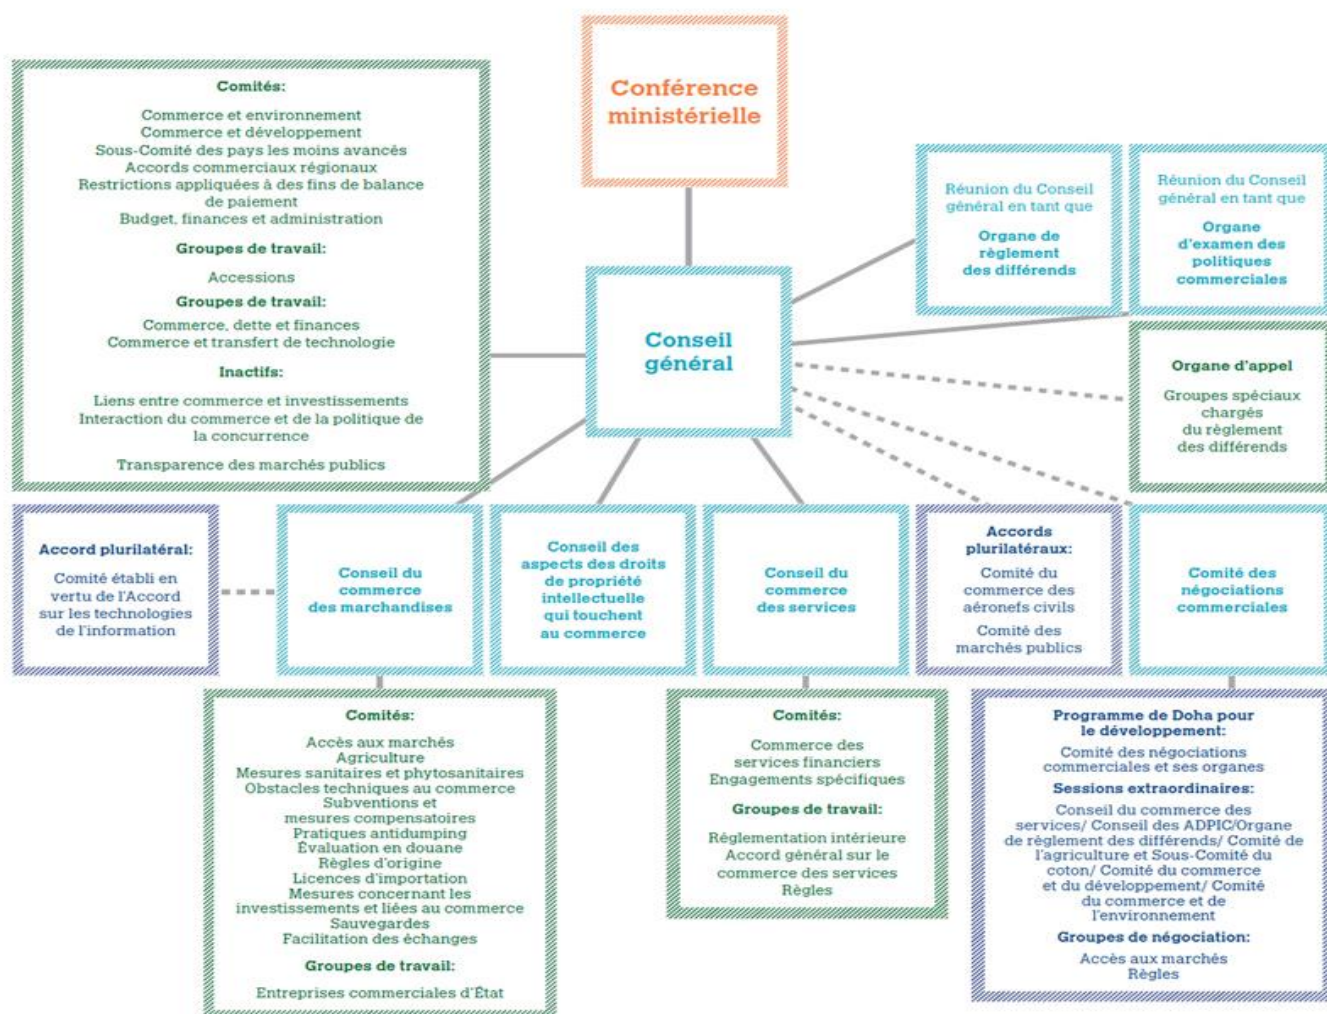 Conférence
ministérielle
Comités:
Commerce et environnement
Commerce et développement
Sous-Comité des pays les moins avancés
Accords commerciaux régionaux
Restrictions appliquées à des fins de balance
de paiement
Budget, finances et administration
Groupes de travail:
Accessions
Groupes de travail:
Commerce, dette et finances
Commerce et transfert de technologie
Inactifs:
Liens entre commerce et investissements
Interaction du commerce et de la politique de
la concurrence
Transparence des marchés publics
Conseil
général
Réunion du Conseil
général en tant que
Organe de
règlement
des différends
Réunion du Conseil
général en tant que
Organe
d'examen des
politiques
commerciales
Organe d'appel
Groupes spéciaux
chargés
du règlement
des différends
Accord plurilatéral:
Comité établi en
vertu de l'Accord
sur les technologies
de l'information
Conseil du
commerce
des marchandises
Conseil des
aspects des droits
de propriété
intellectuelle
qui touchent
au commerce
Conseil du
commerce
des services
Accords
plurilatéraux:
Comité du
commerce des
aéronefs civils
Comité des
marchés publics
Comité des
négociations
commerciales
Comités:
Accès aux marchés
Agriculture
Mesures sanitaires et phytosanitaires
Obstacles techniques au commerce
Subventions et
mesures compensatoires
Pratiques antidumping
Évaluation en douane
Règles d'origine
Licences d'importation
Mesures concernant les
investissements et liées au commerce
Sauvegardes
Facilitation des échanges
Groupes de travail:
Entreprises commerciales d'État
Comités:
Commerce des
services financiers
Engagements spécifiques
Groupes de travail:
Réglementation intérieure
Accord général sur le
commerce des services
Règles
Programme de Doha pour
le développement:
Comité des négociations
commerciales et ses organes
Sessions extraordinaires:
Conseil du commerce des
services/ Conseil des ADPIC/Organe
de règlement des différends/ Comité de
l'agriculture et Sous-Comité du
coton/ Comité du commerce
et du développement/ Comité
du commerce et de
l'environnement
Groupes de négociation:
Accès aux marchés
Règles